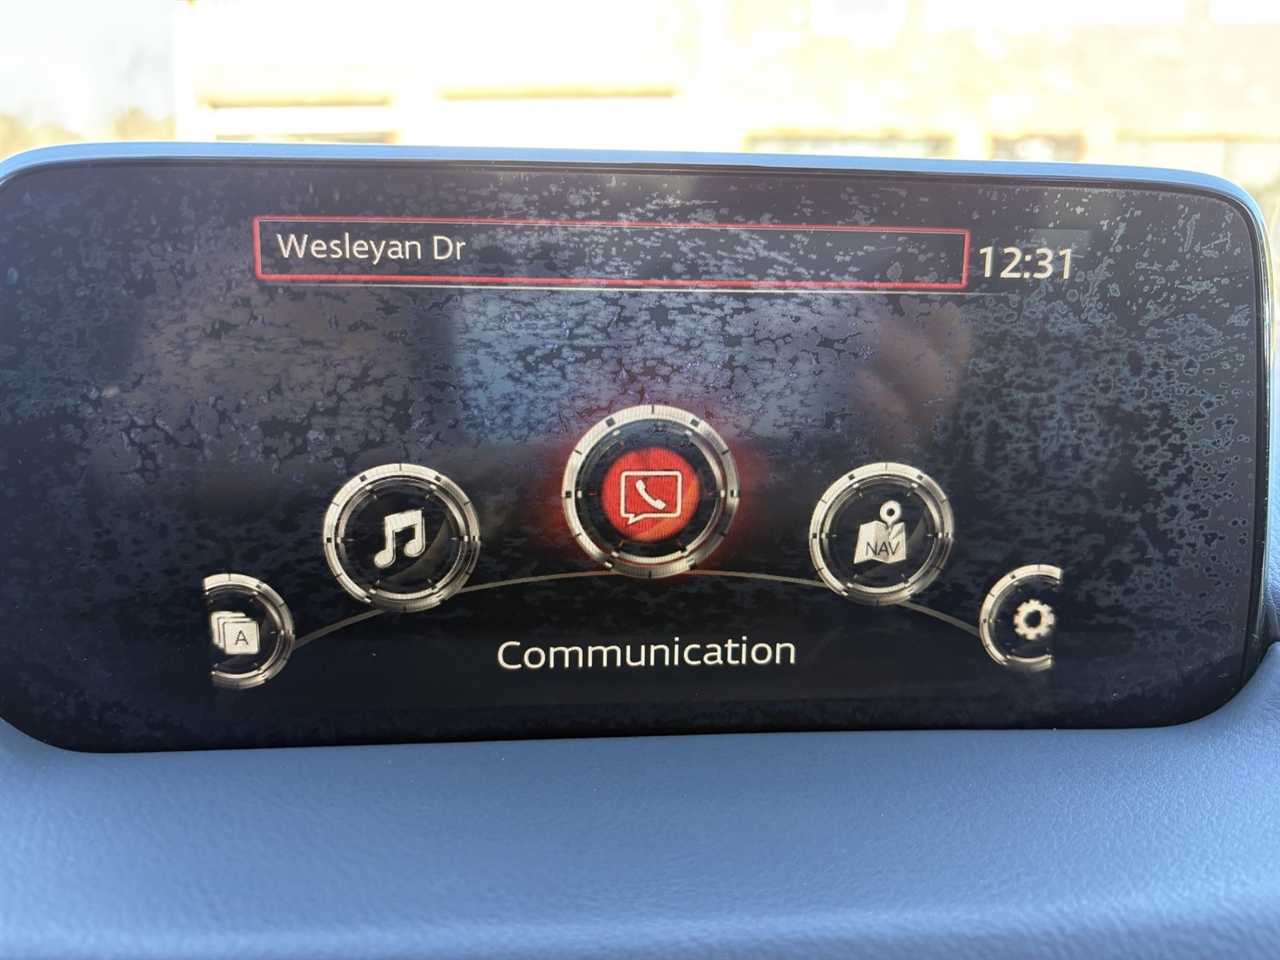 Wesleyan Dr
12:31
NAV
A
Communication